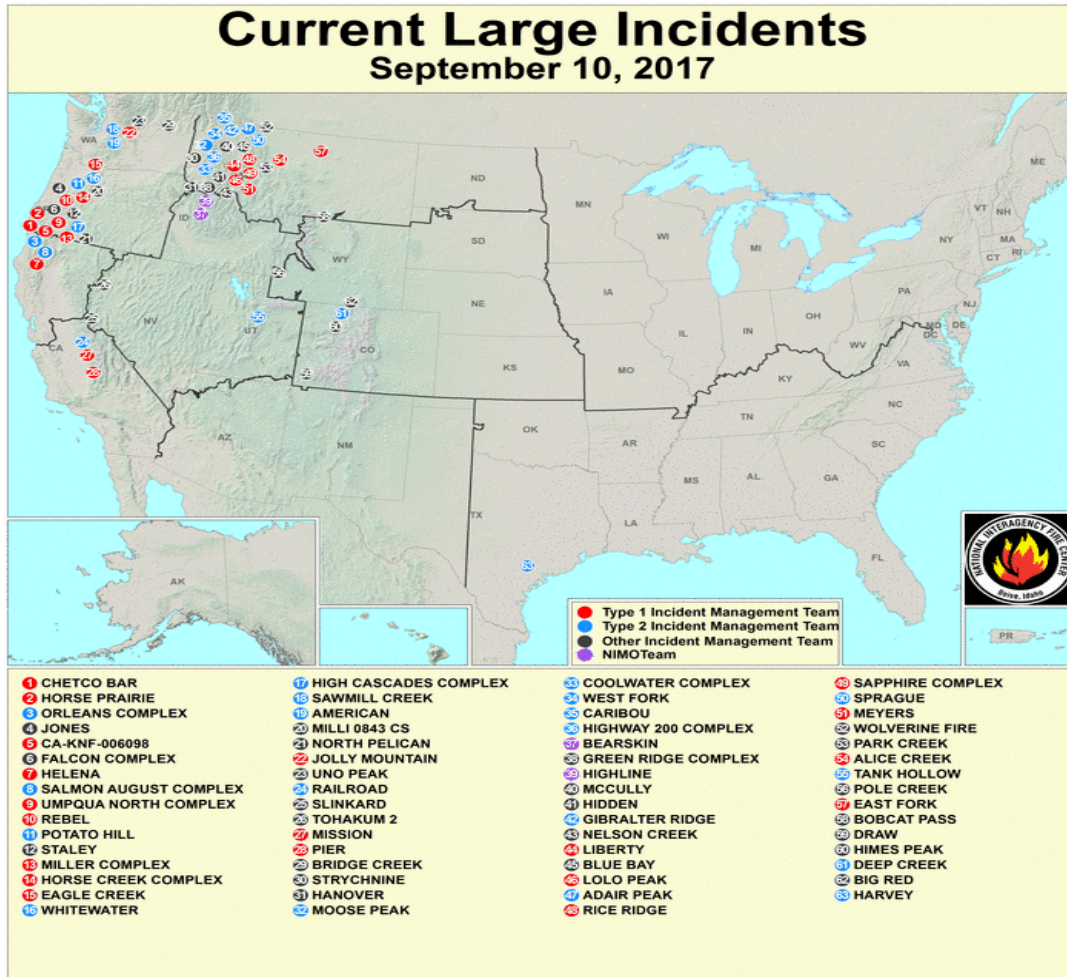 Current Large Incidents
September 10, 2017
WA
ID
NV
UT
CA
AZ
NM
WY
CO
ND
SD
NE
KS
OK
TX
MN
IA
MO
AR
LA
WI
IL
MS
MI
IN
OH
KY
TN
AL
GA
FL
SC
NC
VA
WV
PA
NY
VT
NH
ME
MA
CT
RI
NJ
MD
DE
DC
AK
PR
NATIONAL INTERAGENCY FIRE CENTER
Boise, Idaho
Type 1 Incident Management Team
Type 2 Incident Management Team
Other Incident Management Team
NIMOTeam
1 CHETCO BAR
2 HORSE PRAIRIE
3 ORLEANS COMPLEX
4 JONES
5 CA-KNF-006098
6 FALCON COMPLEX
7 HELENA
8 SALMON AUGUST COMPLEX
9 UMPQUA NORTH COMPLEX
10 REBEL
11 POTATO HILL
12 STALEY
13 MILLER COMPLEX
14 HORSE CREEK COMPLEX
15 EAGLE CREEK
16 WHITEWATER
17 HIGH CASCADES COMPLEX
18 SAWMILL CREEK
19 AMERICAN
20 MILLI 0843 CS
21 NORTH PELICAN
22 JOLLY MOUNTAIN
23 UNO PEAK
24 RAILROAD
25 SLINKARD
26 TOHAKUM 2
27 MISSION
28 PIER
29 BRIDGE CREEK
30 STRYCHNINE
31 HANOVER
32 MOOSE PEAK
33 COOLWATER COMPLEX
34 WEST FORK
35 CARIBOU
36 HIGHWAY 200 COMPLEX
37 BEARSKIN
38 GREEN RIDGE COMPLEX
39 HIGHLINE
40 MCCULLY
41 HIDDEN
42 GIBRALTER RIDGE
43 NELSON CREEK
44 LIBERTY
45 BLUE BAY
46 LOLO PEAK
47 ADAIR PEAK
48 RICE RIDGE
49 SAPPHIRE COMPLEX
50 SPRAGUE
51 MEYERS
52 WOLVERINE FIRE
53 PARK CREEK
54 ALICE CREEK
55 TANK HOLLOW
56 POLE CREEK
57 EAST FORK
58 BOBCAT PASS
59 DRAW
60 HIMES PEAK
61 DEEP CREEK
62 BIG RED
63 HARVEY